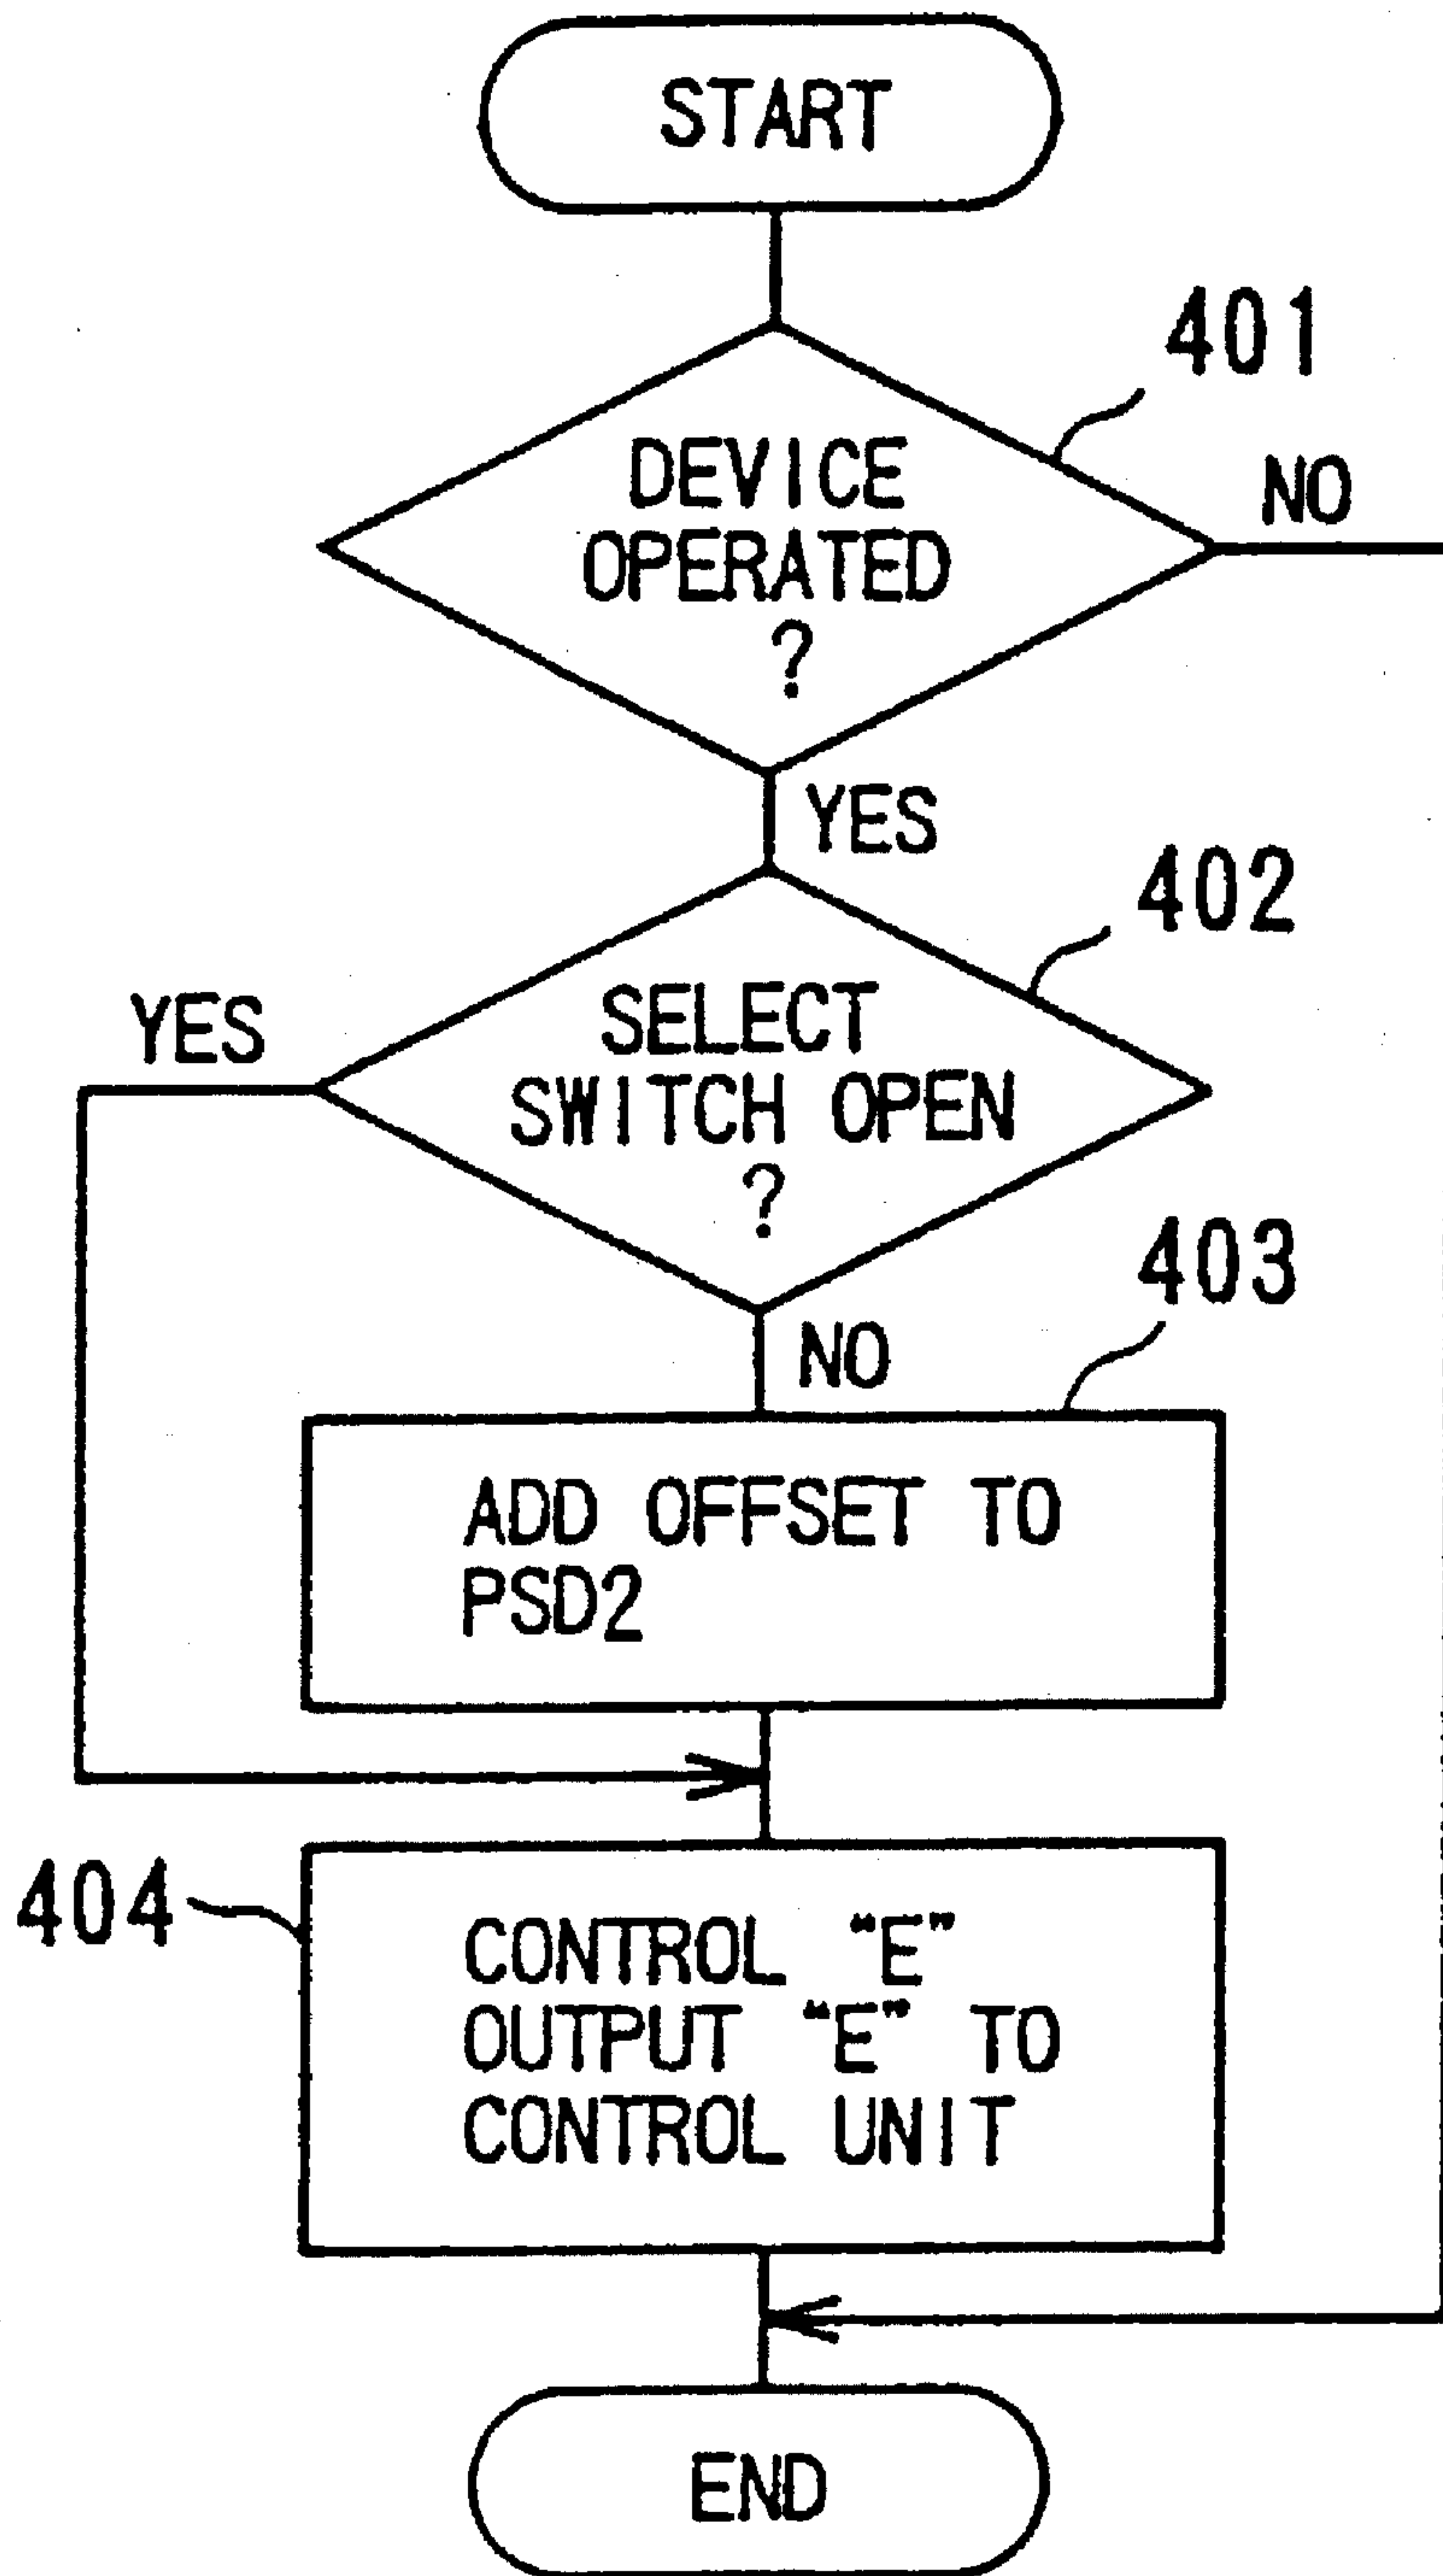 START
401
DEVICE
OPERATED
?
NO
YES
402
YES
SELECT
SWITCH OPEN
?
403
NO
ADD OFFSET TO
PSD2
404
CONTROL “E”
OUTPUT “E” TO
CONTROL UNIT
END